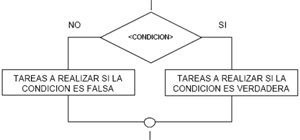 NO
SI
<CONDICION>
TAREAS A REALIZAR SI LA
CONDICION ES FALSA
TAREAS A REALIZAR SI LA
CONDICION ES VERDADERA